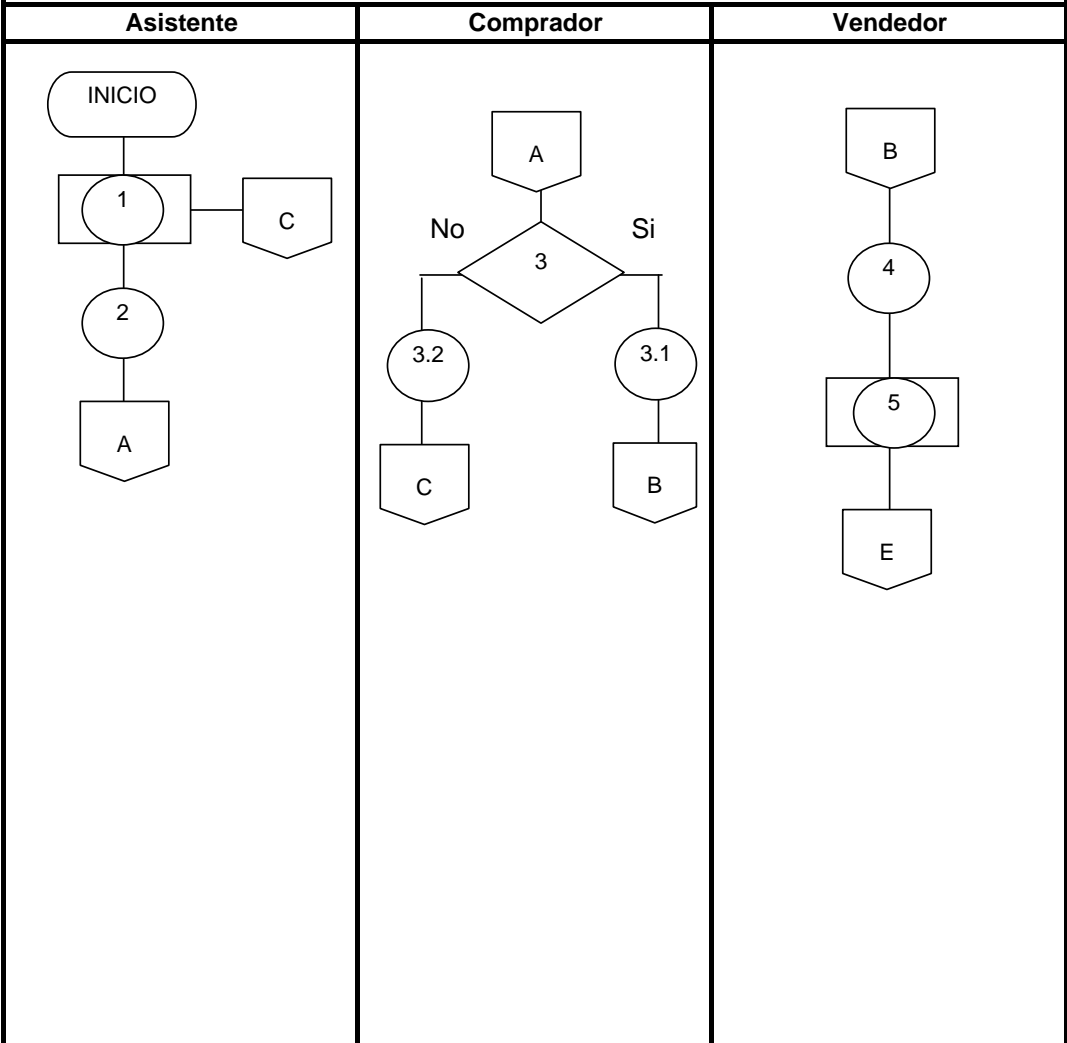 Asistente
Comprador
Vendedor
INICIO
1
C
2
A
A
No
Si
3
3.2
3.1
C
B
B
4
5
E